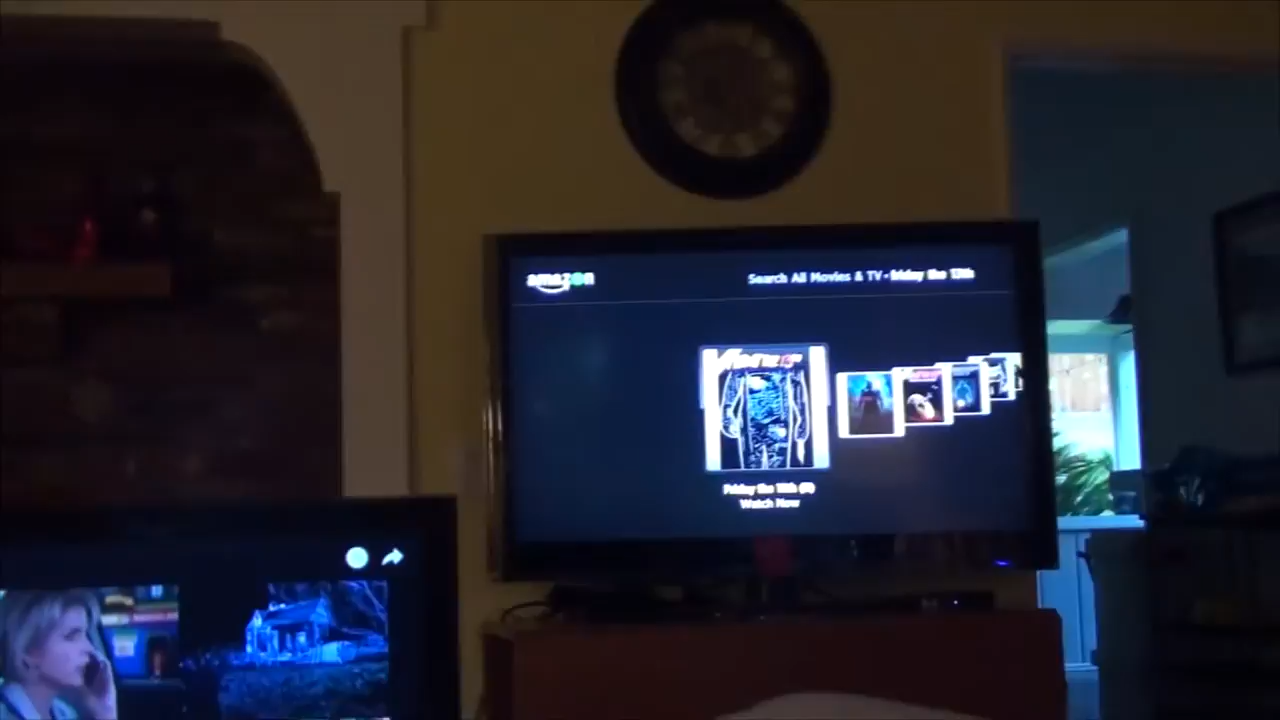 amazon
Search All Movies & TV • Friday the 13th
Friday the 13th (R)
Watch Now